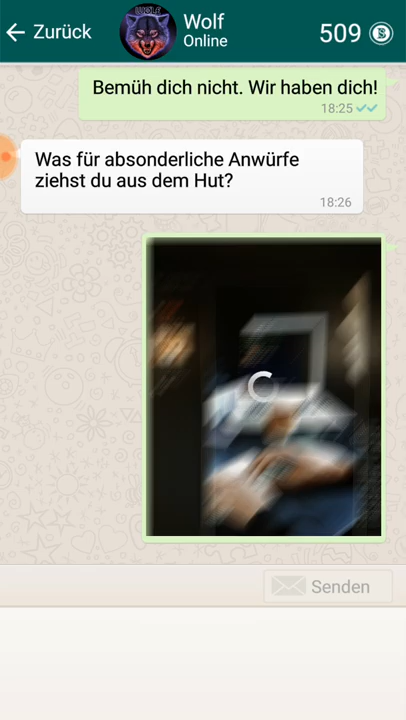 Zurück
Wolf
Online
509
Bemüh dich nicht. Wir haben dich!
18:25
Was für absonderliche Anwürfe
ziehst du aus dem Hut?
18:26
Senden